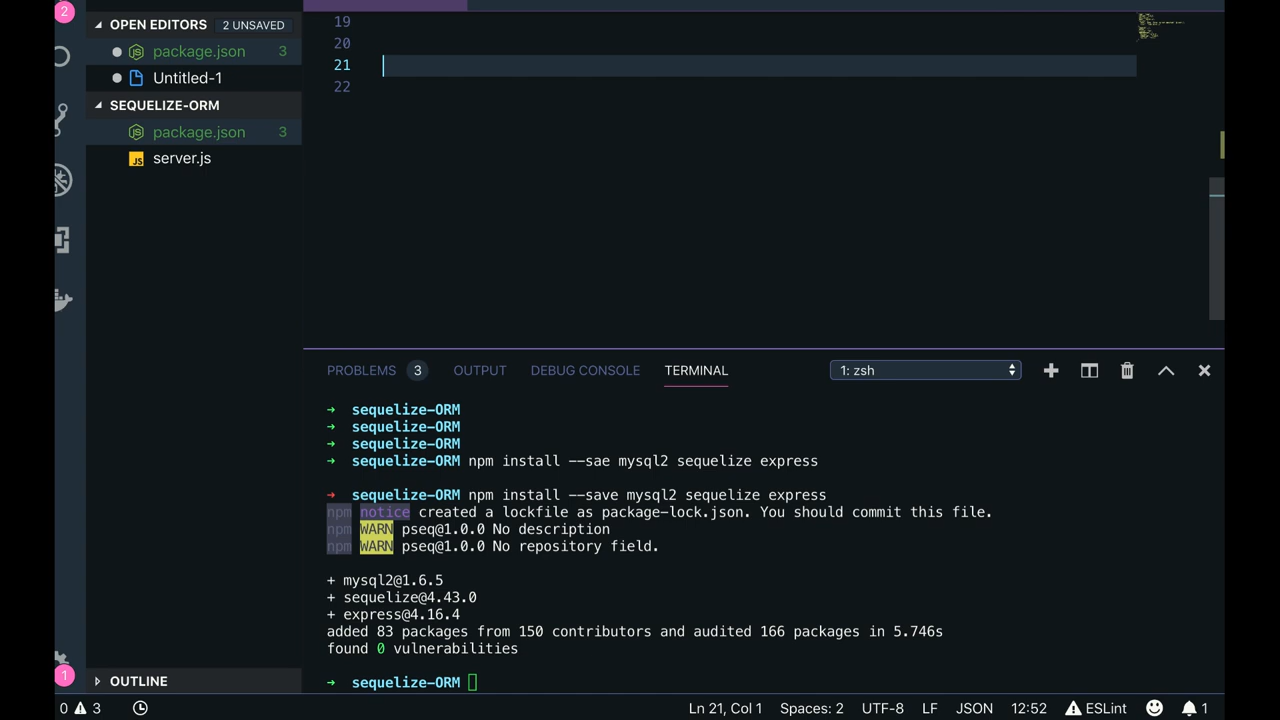 2
OPEN EDITORS 2 UNSAVED
package.json 3
Untitled-1
SEQUELIZE-ORM
package.json 3
JS server.js
OUTLINE
1
19
20
21
22
PROBLEMS 3 OUTPUT DEBUG CONSOLE TERMINAL 1: zsh
→ sequelize-ORM
→ sequelize-ORM
→ sequelize-ORM
→ sequelize-ORM npm install --sae mysql2 sequelize express
→ sequelize-ORM npm install --save mysql2 sequelize express
npm notice created a lockfile as package-lock.json. You should commit this file.
npm WARN pseq@1.0.0 No description
npm WARN pseq@1.0.0 No repository field.
+ mysql2@1.6.5
+ sequelize@4.43.0
+ express@4.16.4
added 83 packages from 150 contributors and audited 166 packages in 5.746s
found 0 vulnerabilities
→ sequelize-ORM
0 3 Ln 21, Col 1 Spaces: 2 UTF-8 LF JSON 12:52 ESLint 1